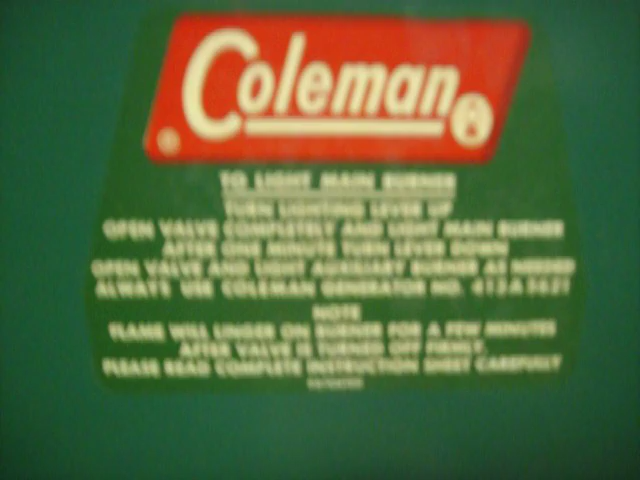 Coleman
®
TO LIGHT MAIN BURNER
TURN LIGHTING LEVER UP
OPEN VALVE COMPLETELY AND LIGHT MAIN BURNER
AFTER ONE MINUTE TURN LEVER DOWN
OPEN VALVE AND LIGHT AUXILIARY BURNER AS NEEDED
ALWAYS USE COLEMAN GENERATOR NO.
NOTE
FLAME WILL LINGER ON BURNER FOR A FEW MINUTES
AFTER VALVE IS TURNED OFF FIRMLY.
PLEASE READ COMPLETE INSTRUCTION SHEET CAREFULLY